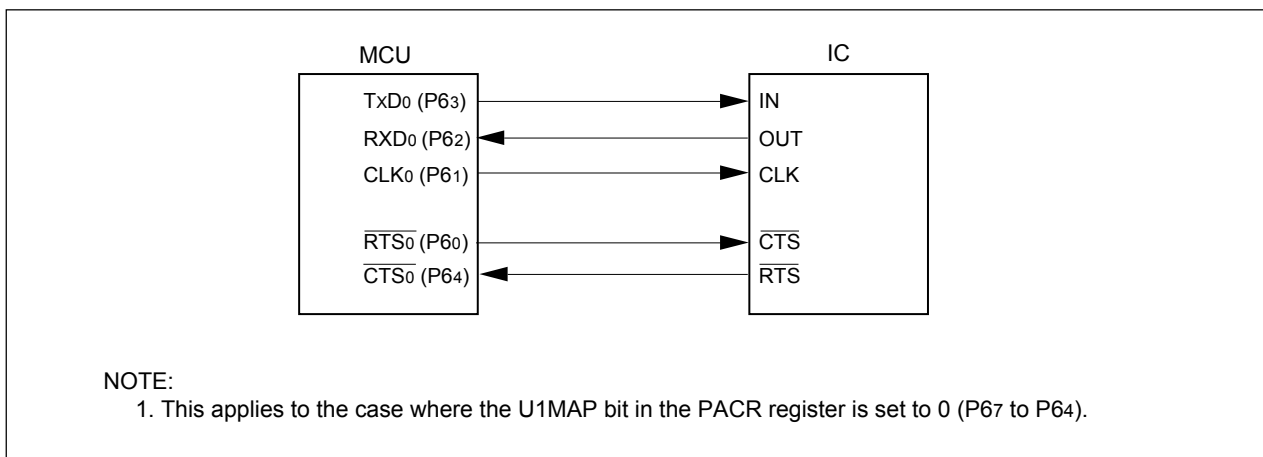 MCU IC
TxD0 (P63) IN
RXD0 (P62) OUT
CLK0 (P61) CLK
RTS0 (P60) CTS
CTS0 (P64) RTS
NOTE:
1. This applies to the case where the U1MAP bit in the PACR register is set to 0 (P67 to P64).